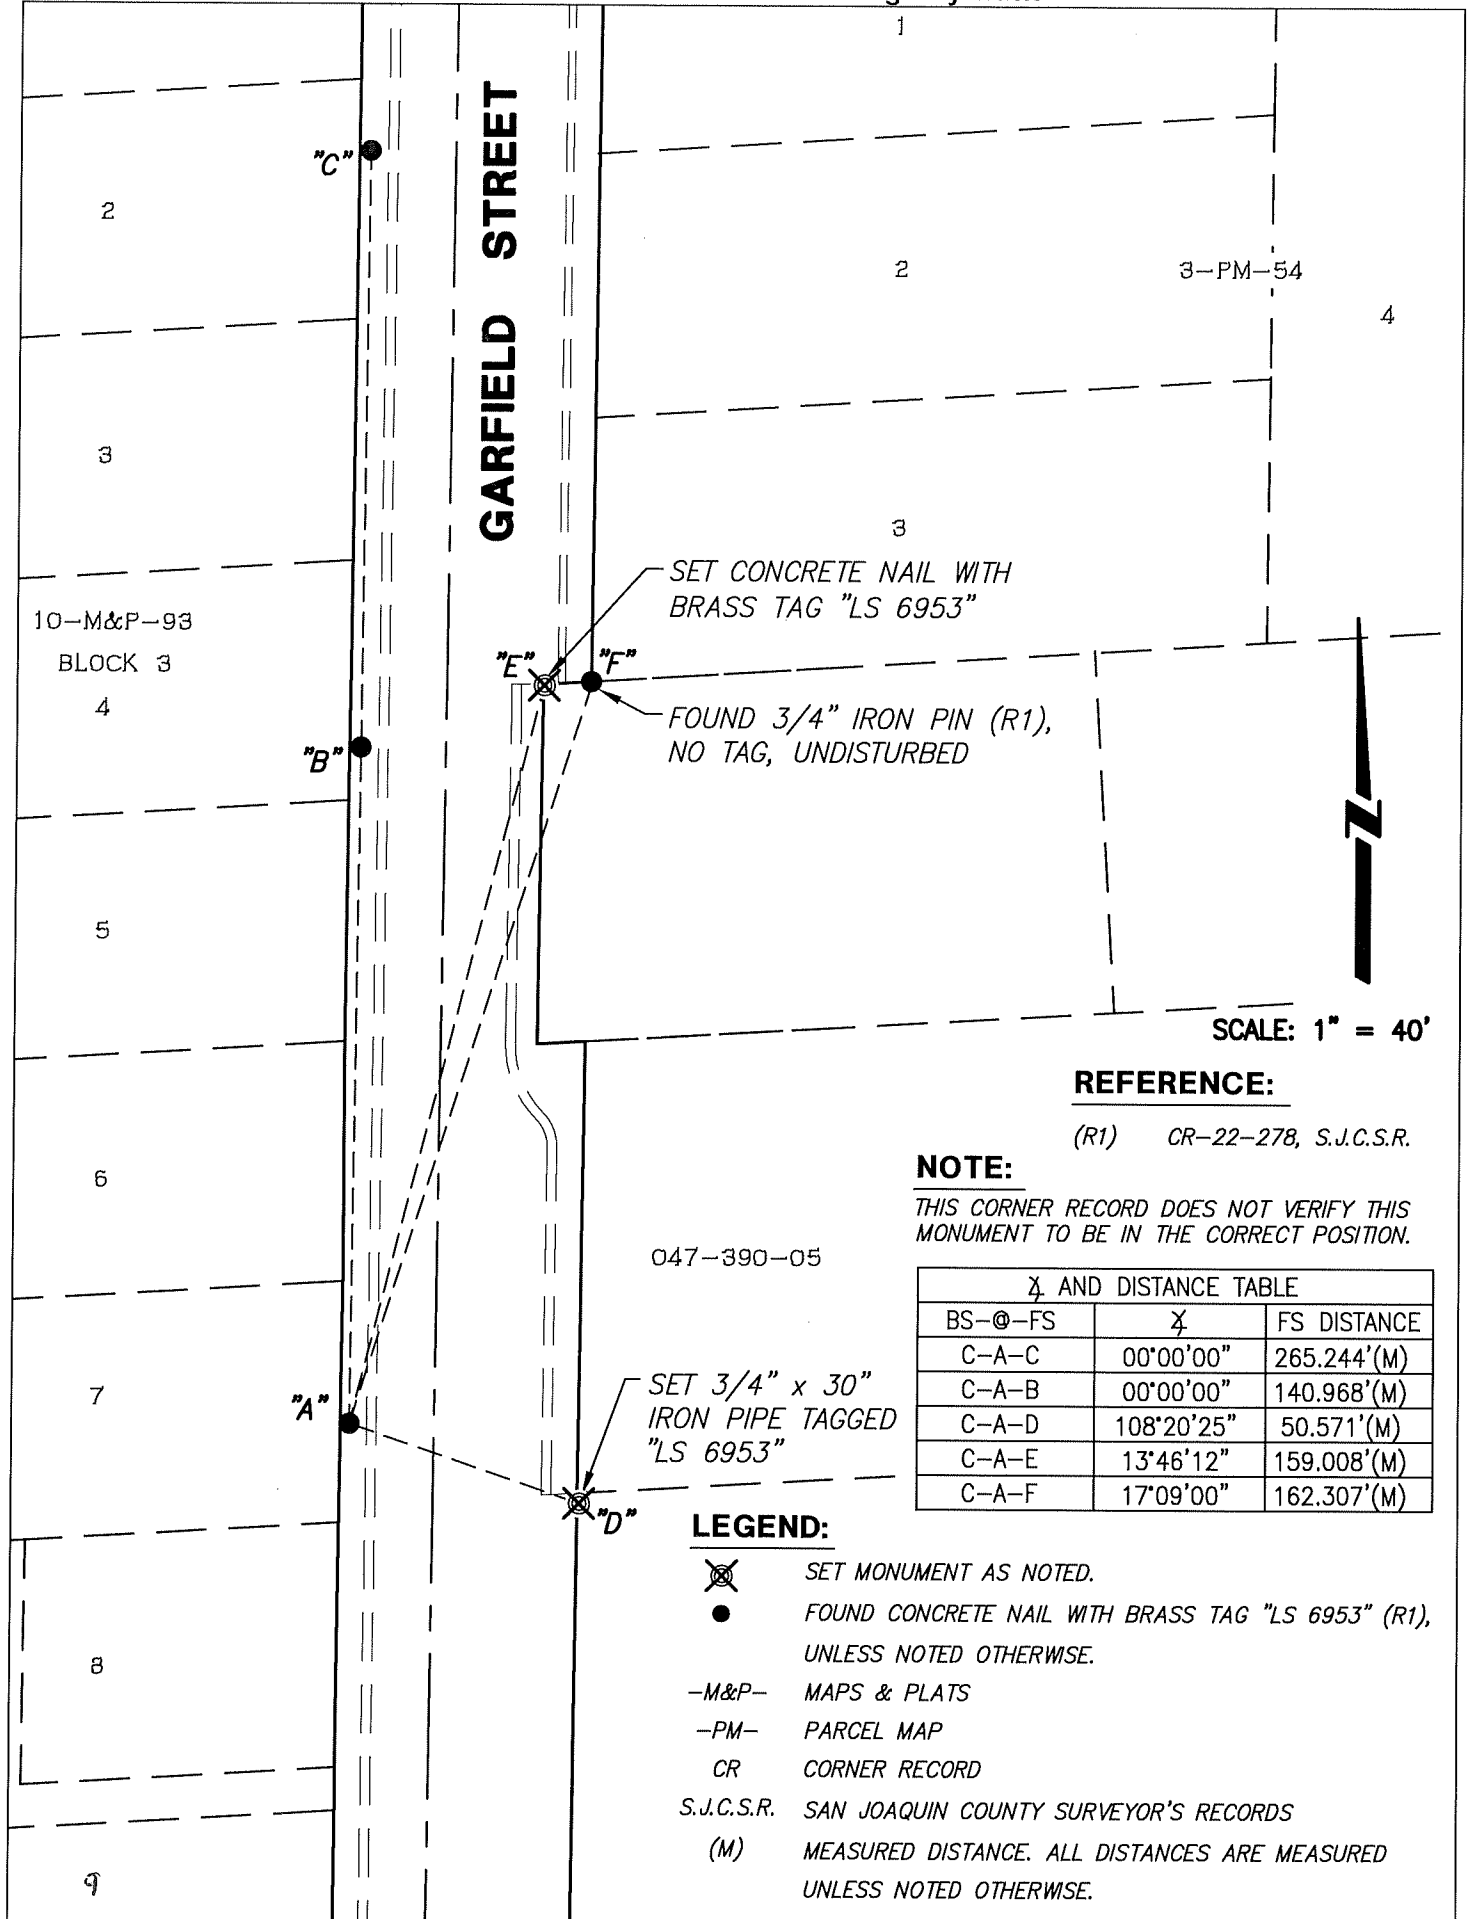 1
"C"
2
GARFIELD STREET
2
3-PM-54
4
3
3
SET CONCRETE NAIL WITH
BRASS TAG "LS 6953"
10-M&P-93
BLOCK 3
4
"E"
"F"
FOUND 3/4" IRON PIN (R1),
NO TAG, UNDISTURBED
"B"
5
SCALE: 1" = 40'
REFERENCE:
(R1) CR-22-278, S.J.C.S.R.
NOTE:
THIS CORNER RECORD DOES NOT VERIFY THIS
MONUMENT TO BE IN THE CORRECT POSITION.
6
047-390-05
∡ AND DISTANCE TABLE
BS-@-FS ∡ FS DISTANCE
C-A-C 00°00'00" 265.244'(M)
C-A-B 00°00'00" 140.968'(M)
C-A-D 108°20'25" 50.571'(M)
C-A-E 13°46'12" 159.008'(M)
C-A-F 17°09'00" 162.307'(M)
7
"A"
SET 3/4" x 30"
IRON PIPE TAGGED
"LS 6953"
"D"
LEGEND:
SET MONUMENT AS NOTED.
FOUND CONCRETE NAIL WITH BRASS TAG "LS 6953" (R1),
UNLESS NOTED OTHERWISE.
8
-M&P- MAPS & PLATS
-PM- PARCEL MAP
CR CORNER RECORD
S.J.C.S.R. SAN JOAQUIN COUNTY SURVEYOR'S RECORDS
(M) MEASURED DISTANCE. ALL DISTANCES ARE MEASURED
UNLESS NOTED OTHERWISE.
9